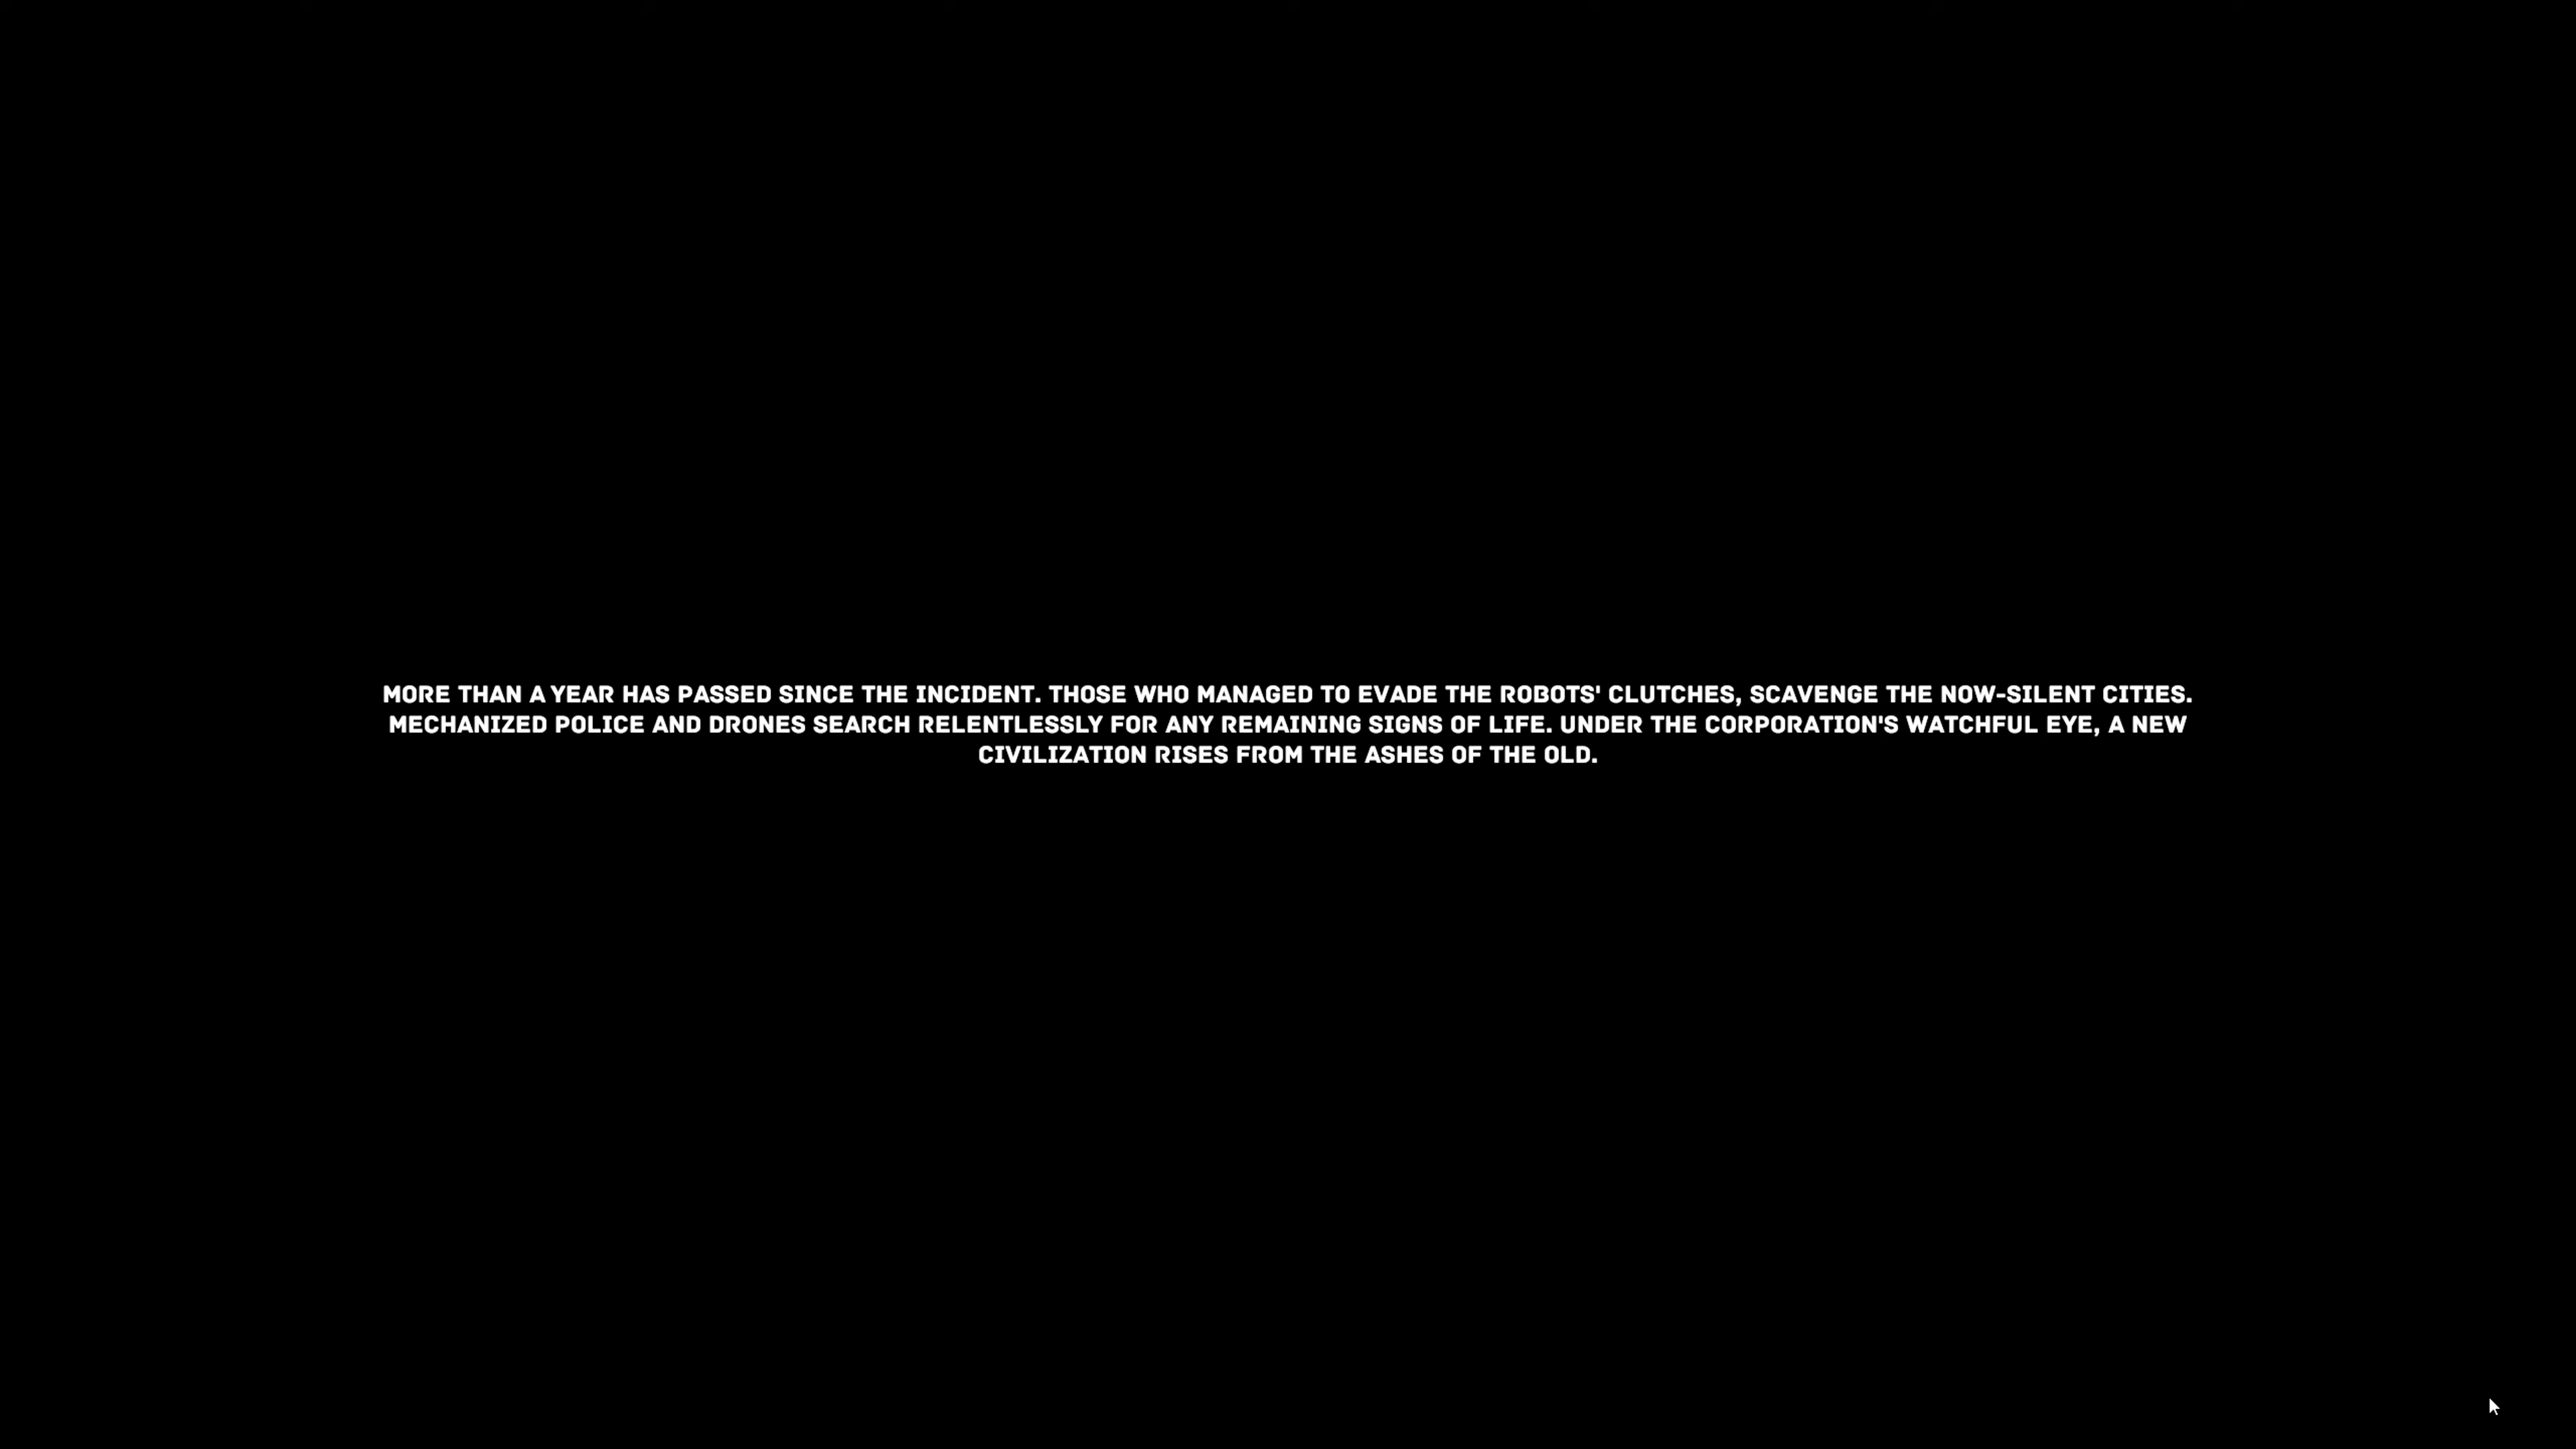 MORE THAN A YEAR HAS PASSED SINCE THE INCIDENT. THOSE WHO MANAGED TO EVADE THE ROBOTS' CLUTCHES, SCAVENGE THE NOW-SILENT CITIES.
MECHANIZED POLICE AND DRONES SEARCH RELENTLESSLY FOR ANY REMAINING SIGNS OF LIFE. UNDER THE CORPORATION'S WATCHFUL EYE, A NEW
CIVILIZATION RISES FROM THE ASHES OF THE OLD.